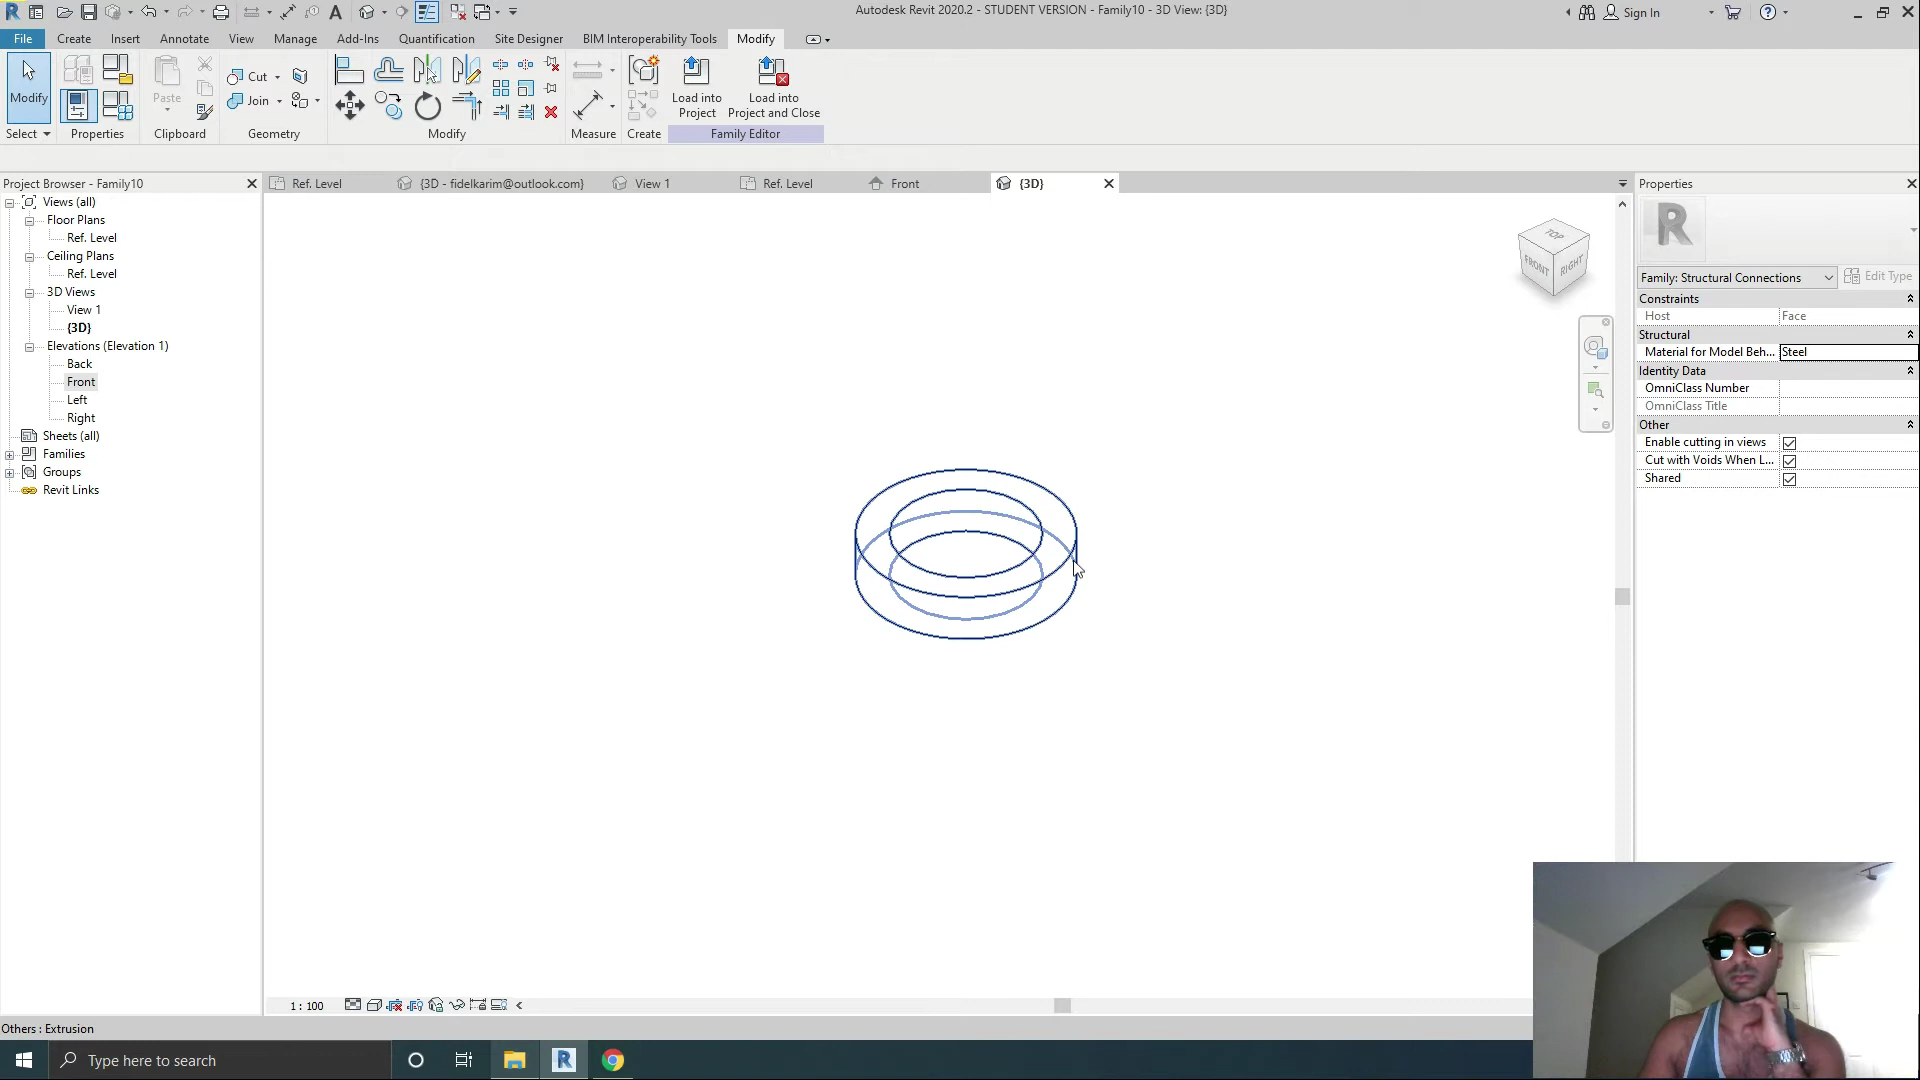 Autodesk Revit 2020.2 - STUDENT VERSION - Family10 - 3D View: {3D}
Sign In
File Create Insert Annotate View Manage Add-Ins Quantification Site Designer BIM Interoperability Tools Modify
Modify
Paste
Cut
Join
Load into Project
Load into Project and Close
Select Properties Clipboard Geometry Modify Measure Create Family Editor
Project Browser - Family10
Ref. Level
{3D - fidelkarim@outlook.com}
View 1
Ref. Level
Front
{3D}
Views (all)
Floor Plans
Ref. Level
Ceiling Plans
Ref. Level
3D Views
View 1
{3D}
Elevations (Elevation 1)
Back
Front
Left
Right
Sheets (all)
Families
Groups
Revit Links
TOP
FRONT
RIGHT
Properties
Family: Structural Connections
Edit Type
Constraints
Host Face
Structural
Material for Model Beh... Steel
Identity Data
OmniClass Number
OmniClass Title
Other
Enable cutting in views
Cut with Voids When L...
Shared
1 : 100
Others : Extrusion
Type here to search